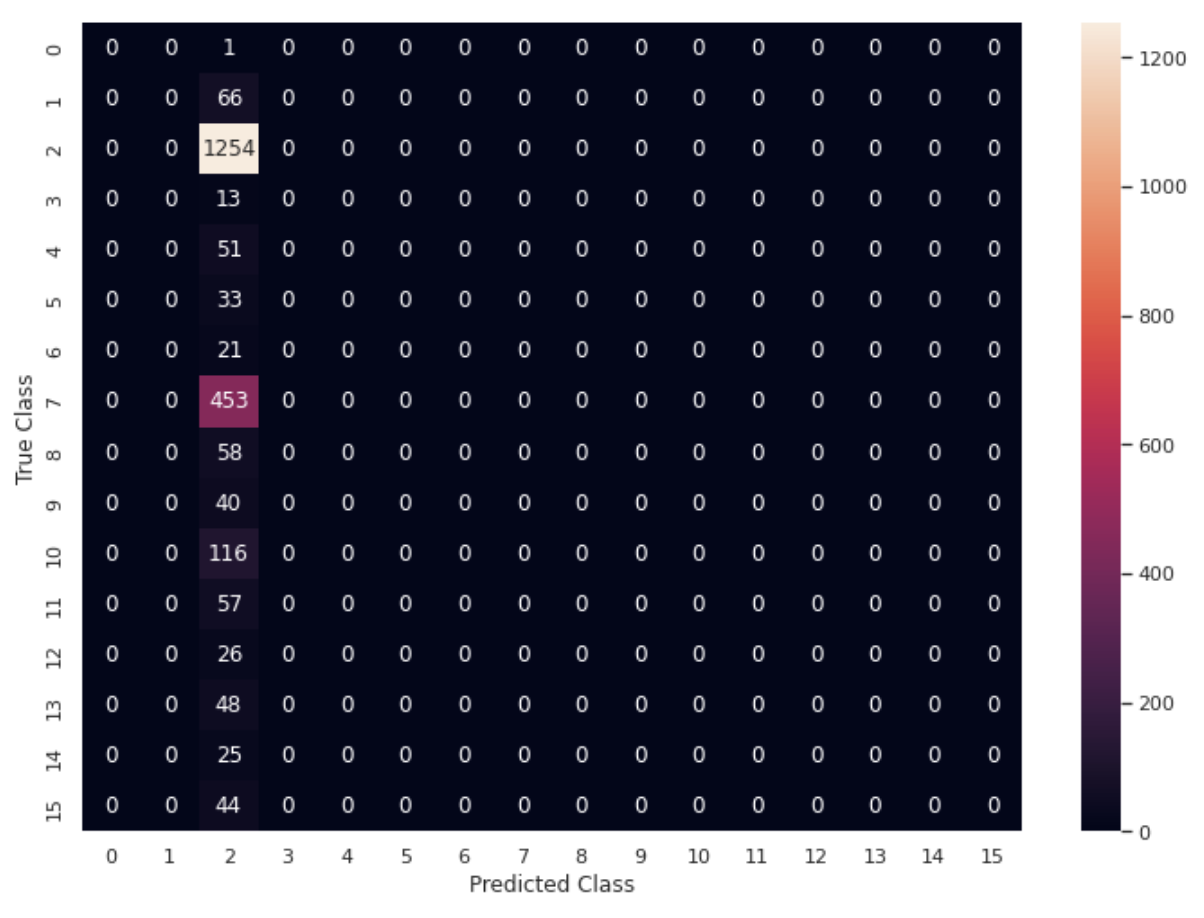 0 0 0 1 0 0 0 0 0 0 0 0 0 0 0 0 0
1 0 0 66 0 0 0 0 0 0 0 0 0 0 0 0 0
2 0 0 1254 0 0 0 0 0 0 0 0 0 0 0 0 0
3 0 0 13 0 0 0 0 0 0 0 0 0 0 0 0 0
4 0 0 51 0 0 0 0 0 0 0 0 0 0 0 0 0
5 0 0 33 0 0 0 0 0 0 0 0 0 0 0 0 0
6 0 0 21 0 0 0 0 0 0 0 0 0 0 0 0 0
7 0 0 453 0 0 0 0 0 0 0 0 0 0 0 0 0
8 0 0 58 0 0 0 0 0 0 0 0 0 0 0 0 0
9 0 0 40 0 0 0 0 0 0 0 0 0 0 0 0 0
10 0 0 116 0 0 0 0 0 0 0 0 0 0 0 0 0
11 0 0 57 0 0 0 0 0 0 0 0 0 0 0 0 0
12 0 0 26 0 0 0 0 0 0 0 0 0 0 0 0 0
13 0 0 48 0 0 0 0 0 0 0 0 0 0 0 0 0
14 0 0 25 0 0 0 0 0 0 0 0 0 0 0 0 0
15 0 0 44 0 0 0 0 0 0 0 0 0 0 0 0 0
True Class
0 1 2 3 4 5 6 7 8 9 10 11 12 13 14 15
Predicted Class
1200
1000
800
600
400
200
0